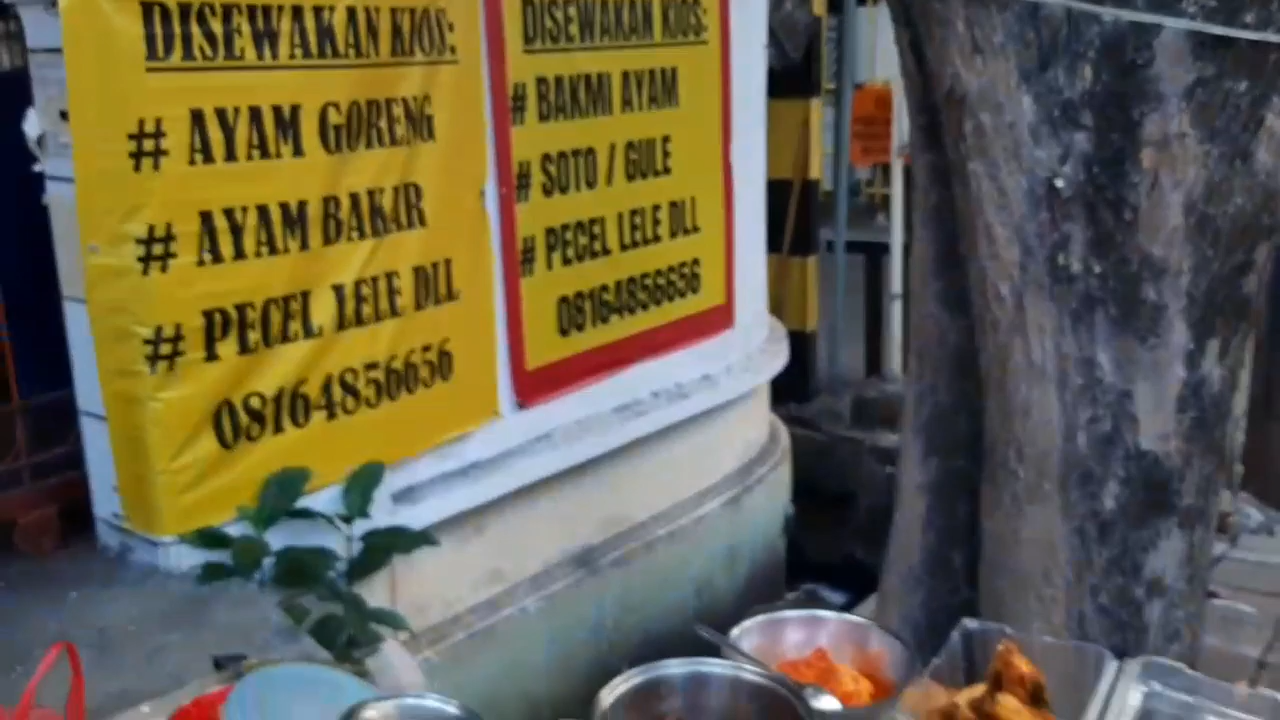 DISEWAKAN KIOS:
# AYAM GORENG
# AYAM BAKAR
# PECEL LELE DLL
08164856656
DISEWAKAN KIOS:
# BAKMI AYAM
# SOTO / GULE
# PECEL LELE DLL
08164856656